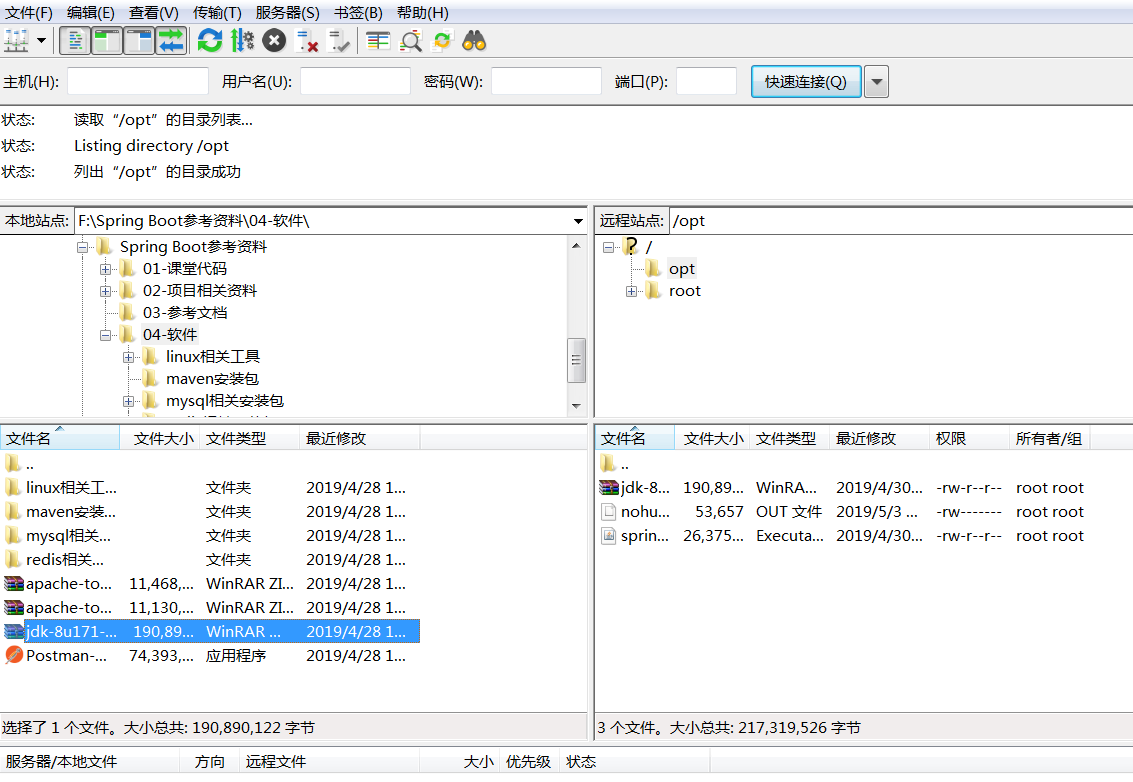 文件(F) 编辑(E) 查看(V) 传输(T) 服务器(S) 书签(B) 帮助(H)
主机(H): 用户名(U): 密码(W): 端口(P): 快速连接(Q)
状态: 读取“/opt”的目录列表...
状态: Listing directory /opt
状态: 列出“/opt”的目录成功
本地站点: F:\Spring Boot参考资料\04-软件\
Spring Boot参考资料
01-课堂代码
02-项目相关资料
03-参考文档
04-软件
linux相关工具
maven安装包
mysql相关安装包
远程站点: /opt
/
opt
root
文件名 文件大小 文件类型 最近修改
..
linux相关工... 文件夹 2019/4/28 1...
maven安装... 文件夹 2019/4/28 1...
mysql相关... 文件夹 2019/4/28 1...
redis相关... 文件夹 2019/4/28 1...
apache-to... 11,468,... WinRAR ZI... 2019/4/28 1...
apache-to... 11,130,... WinRAR ZI... 2019/4/28 1...
jdk-8u171-... 190,89... WinRAR ... 2019/4/28 1...
Postman-... 74,393,... 应用程序 2019/4/28 1...
选择了 1 个文件。大小总共: 190,890,122 字节
文件名 文件大小 文件类型 最近修改 权限 所有者/组
..
jdk-8... 190,89... WinRA... 2019/4/30... -rw-r--r-- root root
nohu... 53,657 OUT 文件 2019/5/3 ... -rw------- root root
sprin... 26,375... Executa... 2019/4/30... -rw-r--r-- root root
3 个文件。大小总共: 217,319,526 字节
服务器/本地文件 方向 远程文件 大小 优先级 状态